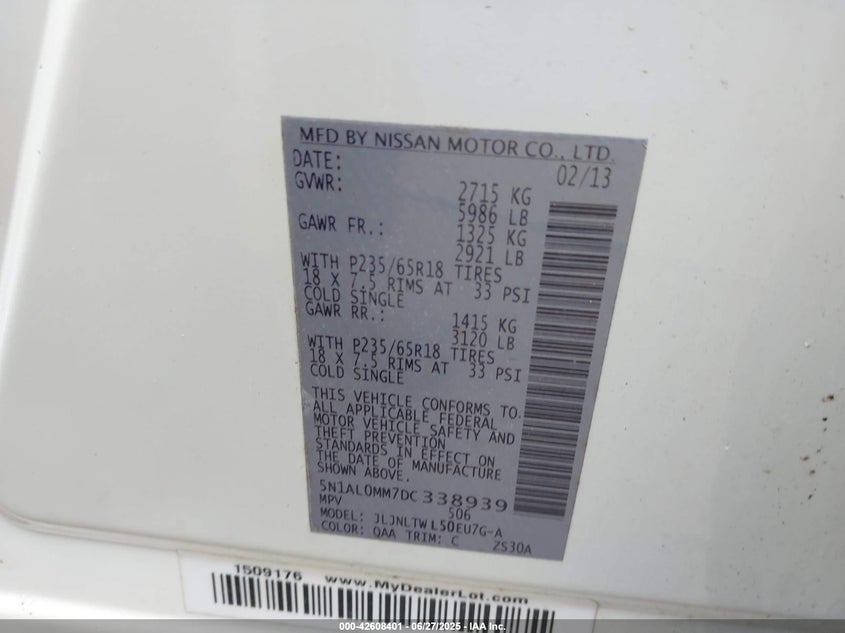 MFD BY NISSAN MOTOR CO., LTD.
DATE: 02/13
GVWR: 2715 KG
5986 LB
GAWR FR.: 1325 KG
2921 LB
WITH P235/65R18 TIRES
18 X 7.5 RIMS AT 33 PSI
COLD SINGLE
GAWR RR.: 1415 KG
3120 LB
WITH P235/65R18 TIRES
18 X 7.5 RIMS AT 33 PSI
COLD SINGLE
THIS VEHICLE CONFORMS TO
ALL APPLICABLE FEDERAL
MOTOR VEHICLE SAFETY AND
THEFT PREVENTION
STANDARDS IN EFFECT ON
THE DATE OF MANUFACTURE
SHOWN ABOVE.
5N1AL0MM7DC338939
MPV 506
MODEL: JLJNLTWL50EU7G-A
COLOR: QAA TRIM: C ZS30A
1509176 www.MyDealerLot.com
000-42608401 - 06/27/2025 - IAA Inc.